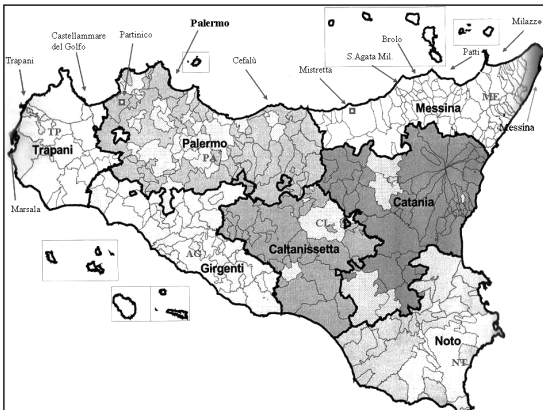 Milazzo
Palermo
Brolo
Castellammare
del Golfo
Partinico
Patti
S.Agata Mil.
Trapani
Cefalù
Mistretta
Messina
ME
TP
Trapani
Palermo
PA
Messina
Marsala
Catania
CL
Caltanissetta
AG
Girgenti
Noto
NT